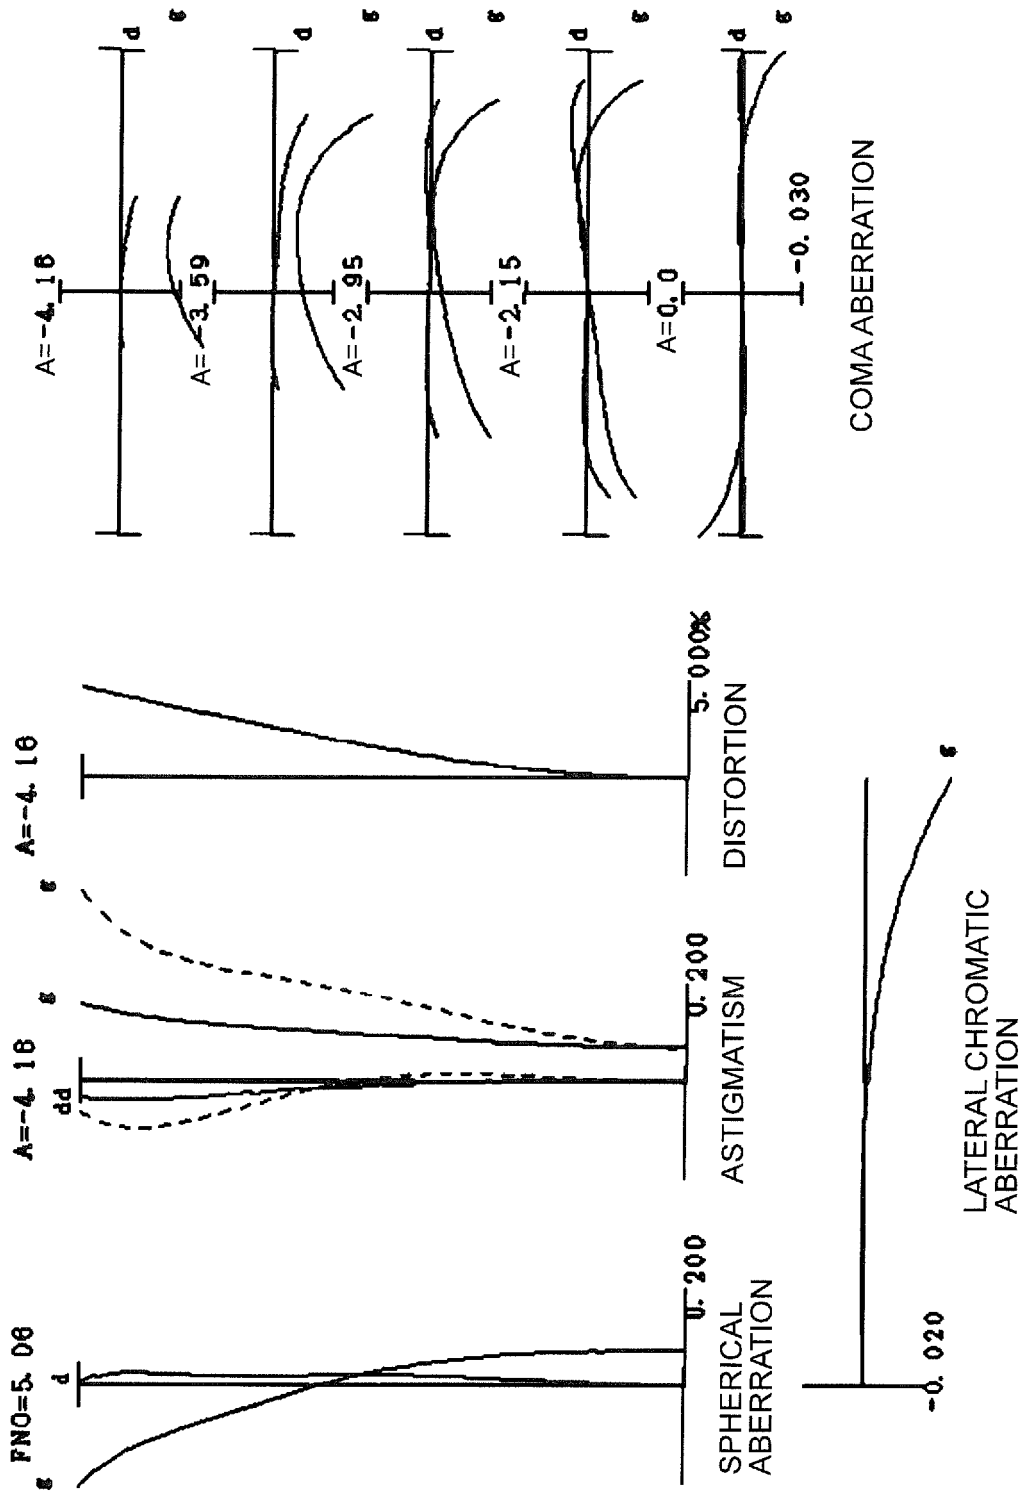 FNO=5.06
g
d
0.200
SPHERICAL
ABERRATION
A=-4.16
dd
g
g
0.200
ASTIGMATISM
A=-4.16
5.000%
DISTORTION
A=-4.16
d
g
A=-3.59
d
g
A=-2.95
d
g
A=-2.15
d
g
A=0.0
d
g
-0.030
COMA ABERRATION
-0.020
g
LATERAL CHROMATIC
ABERRATION